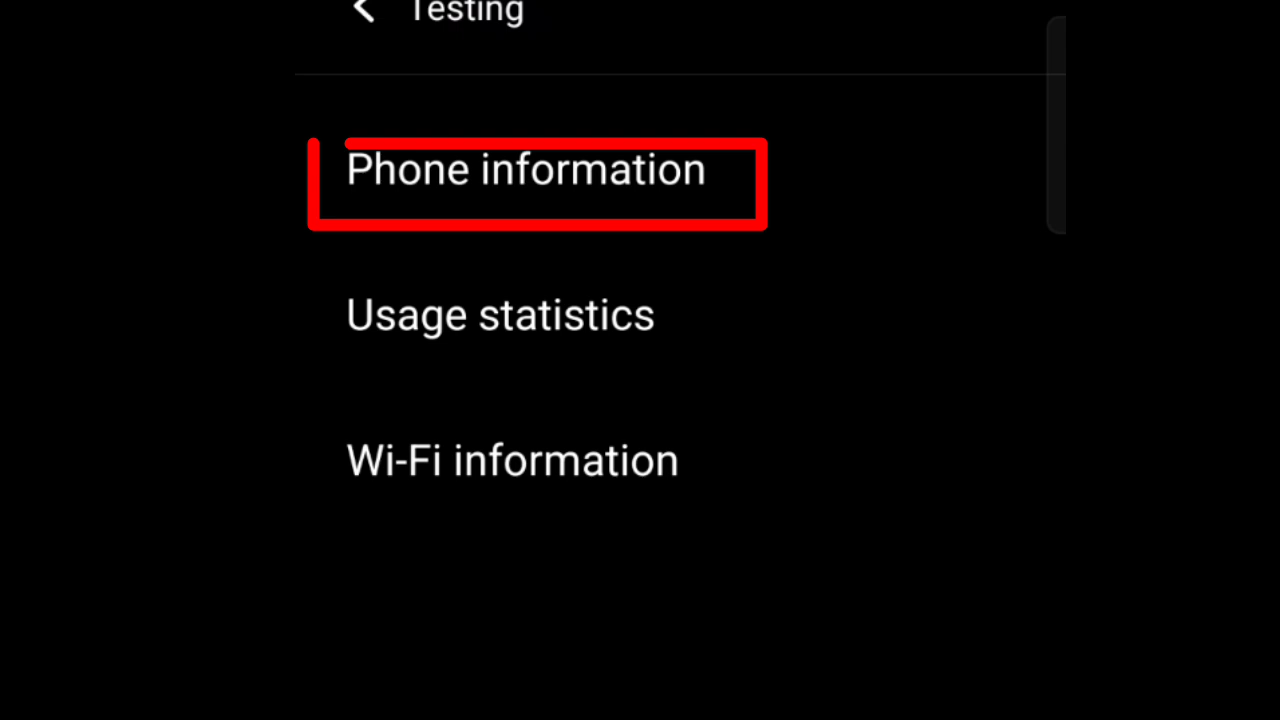 Testing
Phone information
Usage statistics
Wi-Fi information